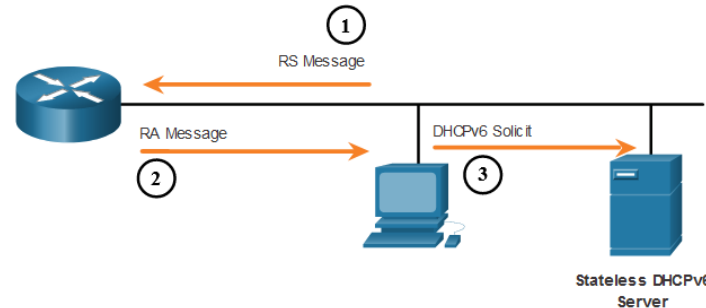 1
RS Message
RA Message
2
DHCPv6 Solicit
3
Stateless DHCPv6
Server